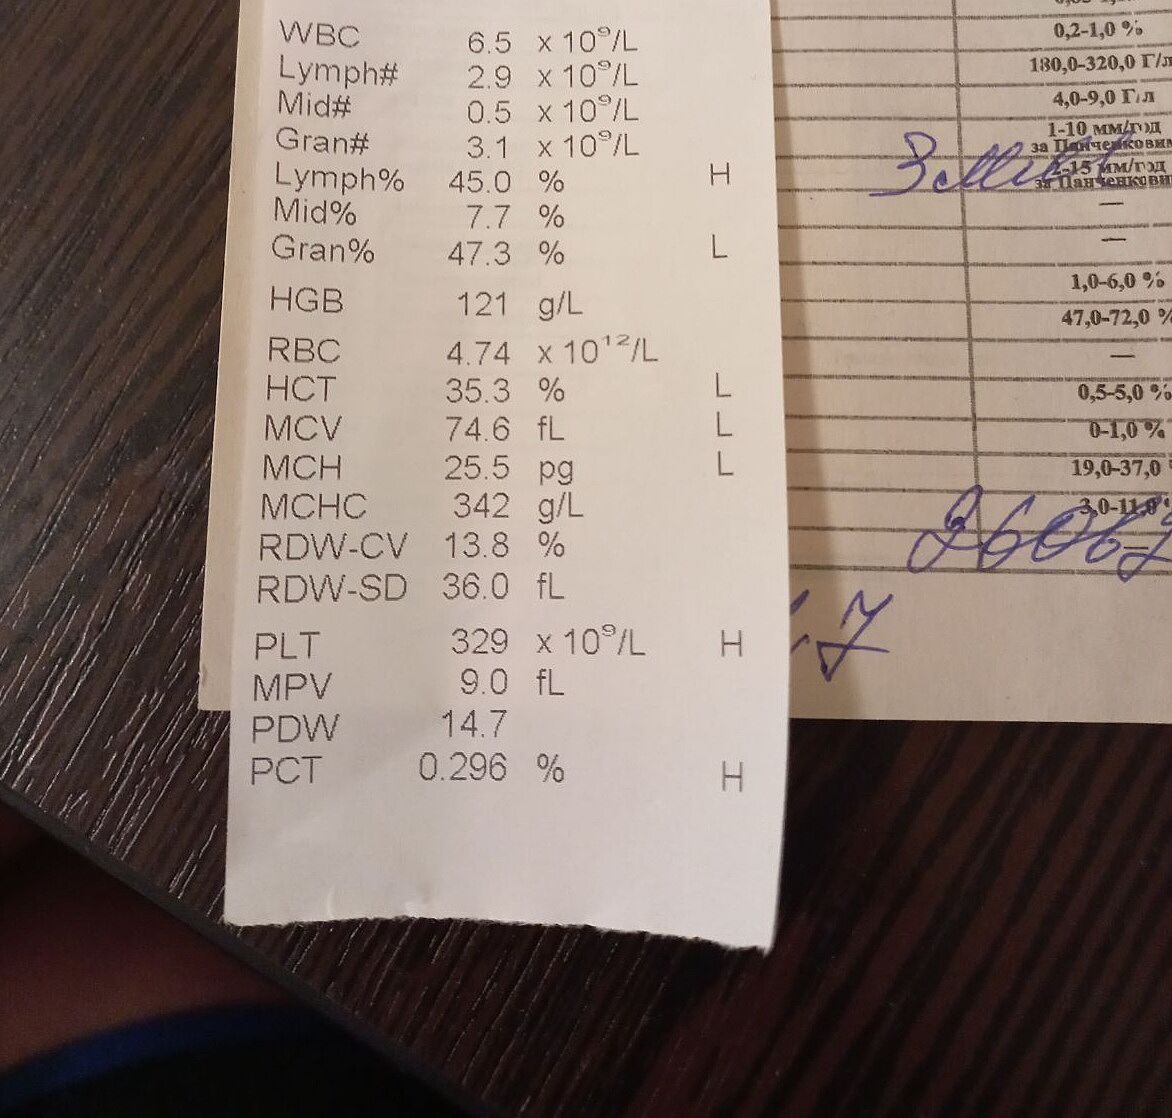 WBC 6.5 x 10⁹/L
Lymph# 2.9 x 10⁹/L
Mid# 0.5 x 10⁹/L
Gran# 3.1 x 10⁹/L
Lymph% 45.0 % H
Mid% 7.7 %
Gran% 47.3 % L
HGB 121 g/L
RBC 4.74 x 10¹²/L
HCT 35.3 % L
MCV 74.6 fL L
MCH 25.5 pg L
MCHC 342 g/L
RDW-CV 13.8 %
RDW-SD 36.0 fL
PLT 329 x 10⁹/L H
MPV 9.0 fL
PDW 14.7
PCT 0.296 % H
0,2-1,0 %
180,0-320,0 Г/л
4,0-9,0 Г/л
1-10 мм/год
за
2-15 мм/год
за
—
—
1,0-6,0 %
47,0-72,0 %
—
0,5-5,0 %
0-1,0 %
19,0-37,0
3,0-11,0